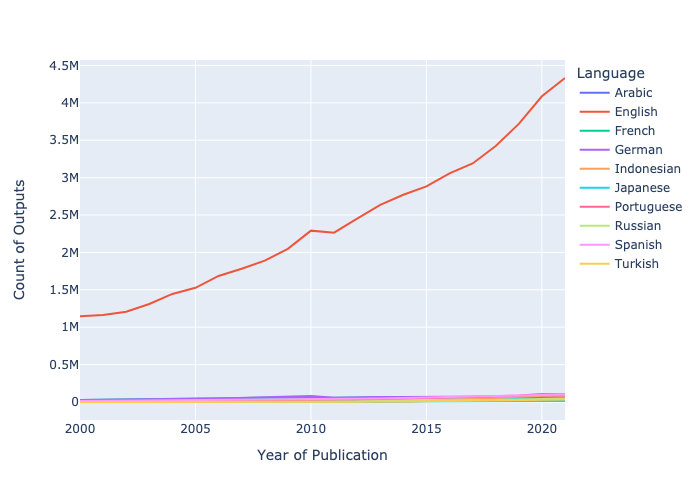 4.5M
4M
3.5M
3M
2.5M
2M
1.5M
1M
0.5M
0
Count of Outputs
2000
2005
2010
2015
2020
Year of Publication
Language
Arabic
English
French
German
Indonesian
Japanese
Portuguese
Russian
Spanish
Turkish